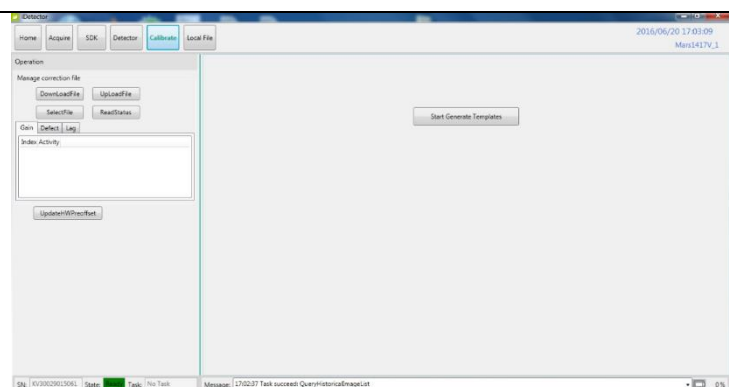 iDetector
Home Acquire SDK Detector Calibrate Local File
2016/06/20 17:03:09
Mars1417V_1
Operation
Manage correction file
DownLoadFile UpLoadFile
SelectFile ReadStatus
Start Generate Templates
Gain Defect Lag
Index Activity
UpdateHWPreoffset
SN: State: Task: No Task Message: 17:02:37 Task succeed: QueryHistoricalImageList 0%